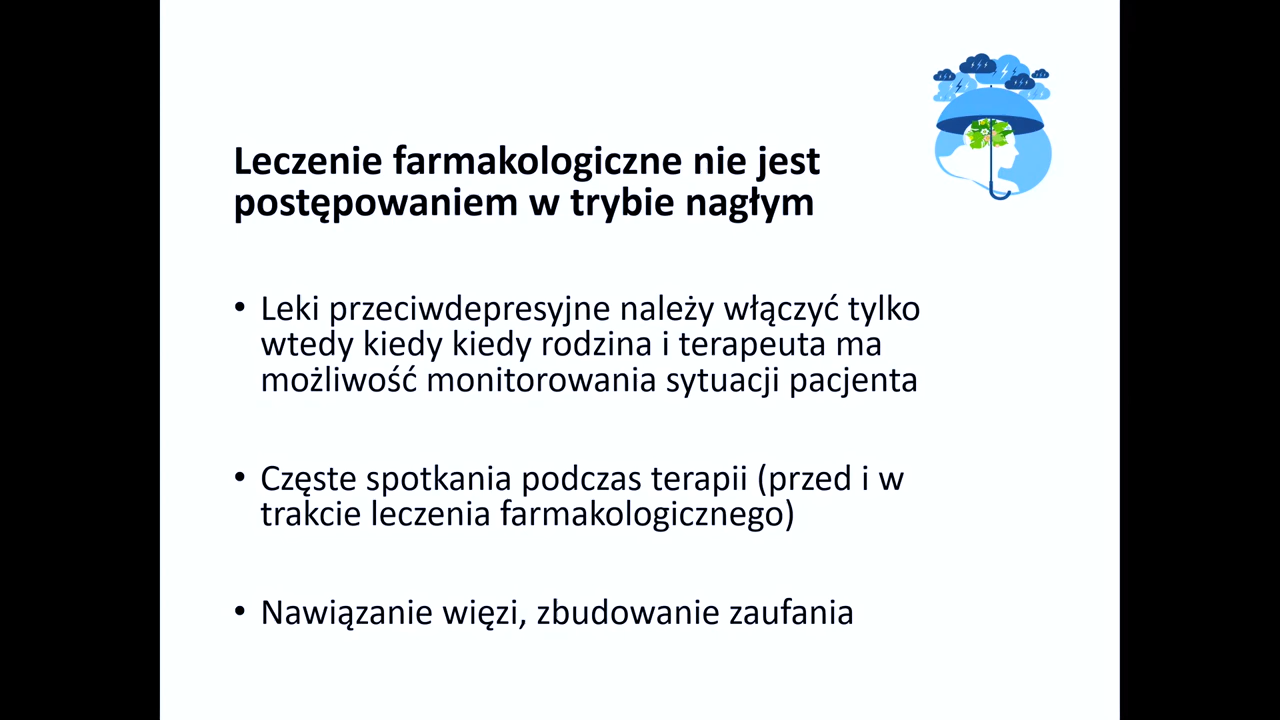 Leczenie farmakologiczne nie jest
postępowaniem w trybie nagłym
• Leki przeciwdepresyjne należy włączyć tylko
wtedy kiedy kiedy rodzina i terapeuta ma
możliwość monitorowania sytuacji pacjenta
• Częste spotkania podczas terapii (przed i w
trakcie leczenia farmakologicznego)
• Nawiązanie więzi, zbudowanie zaufania